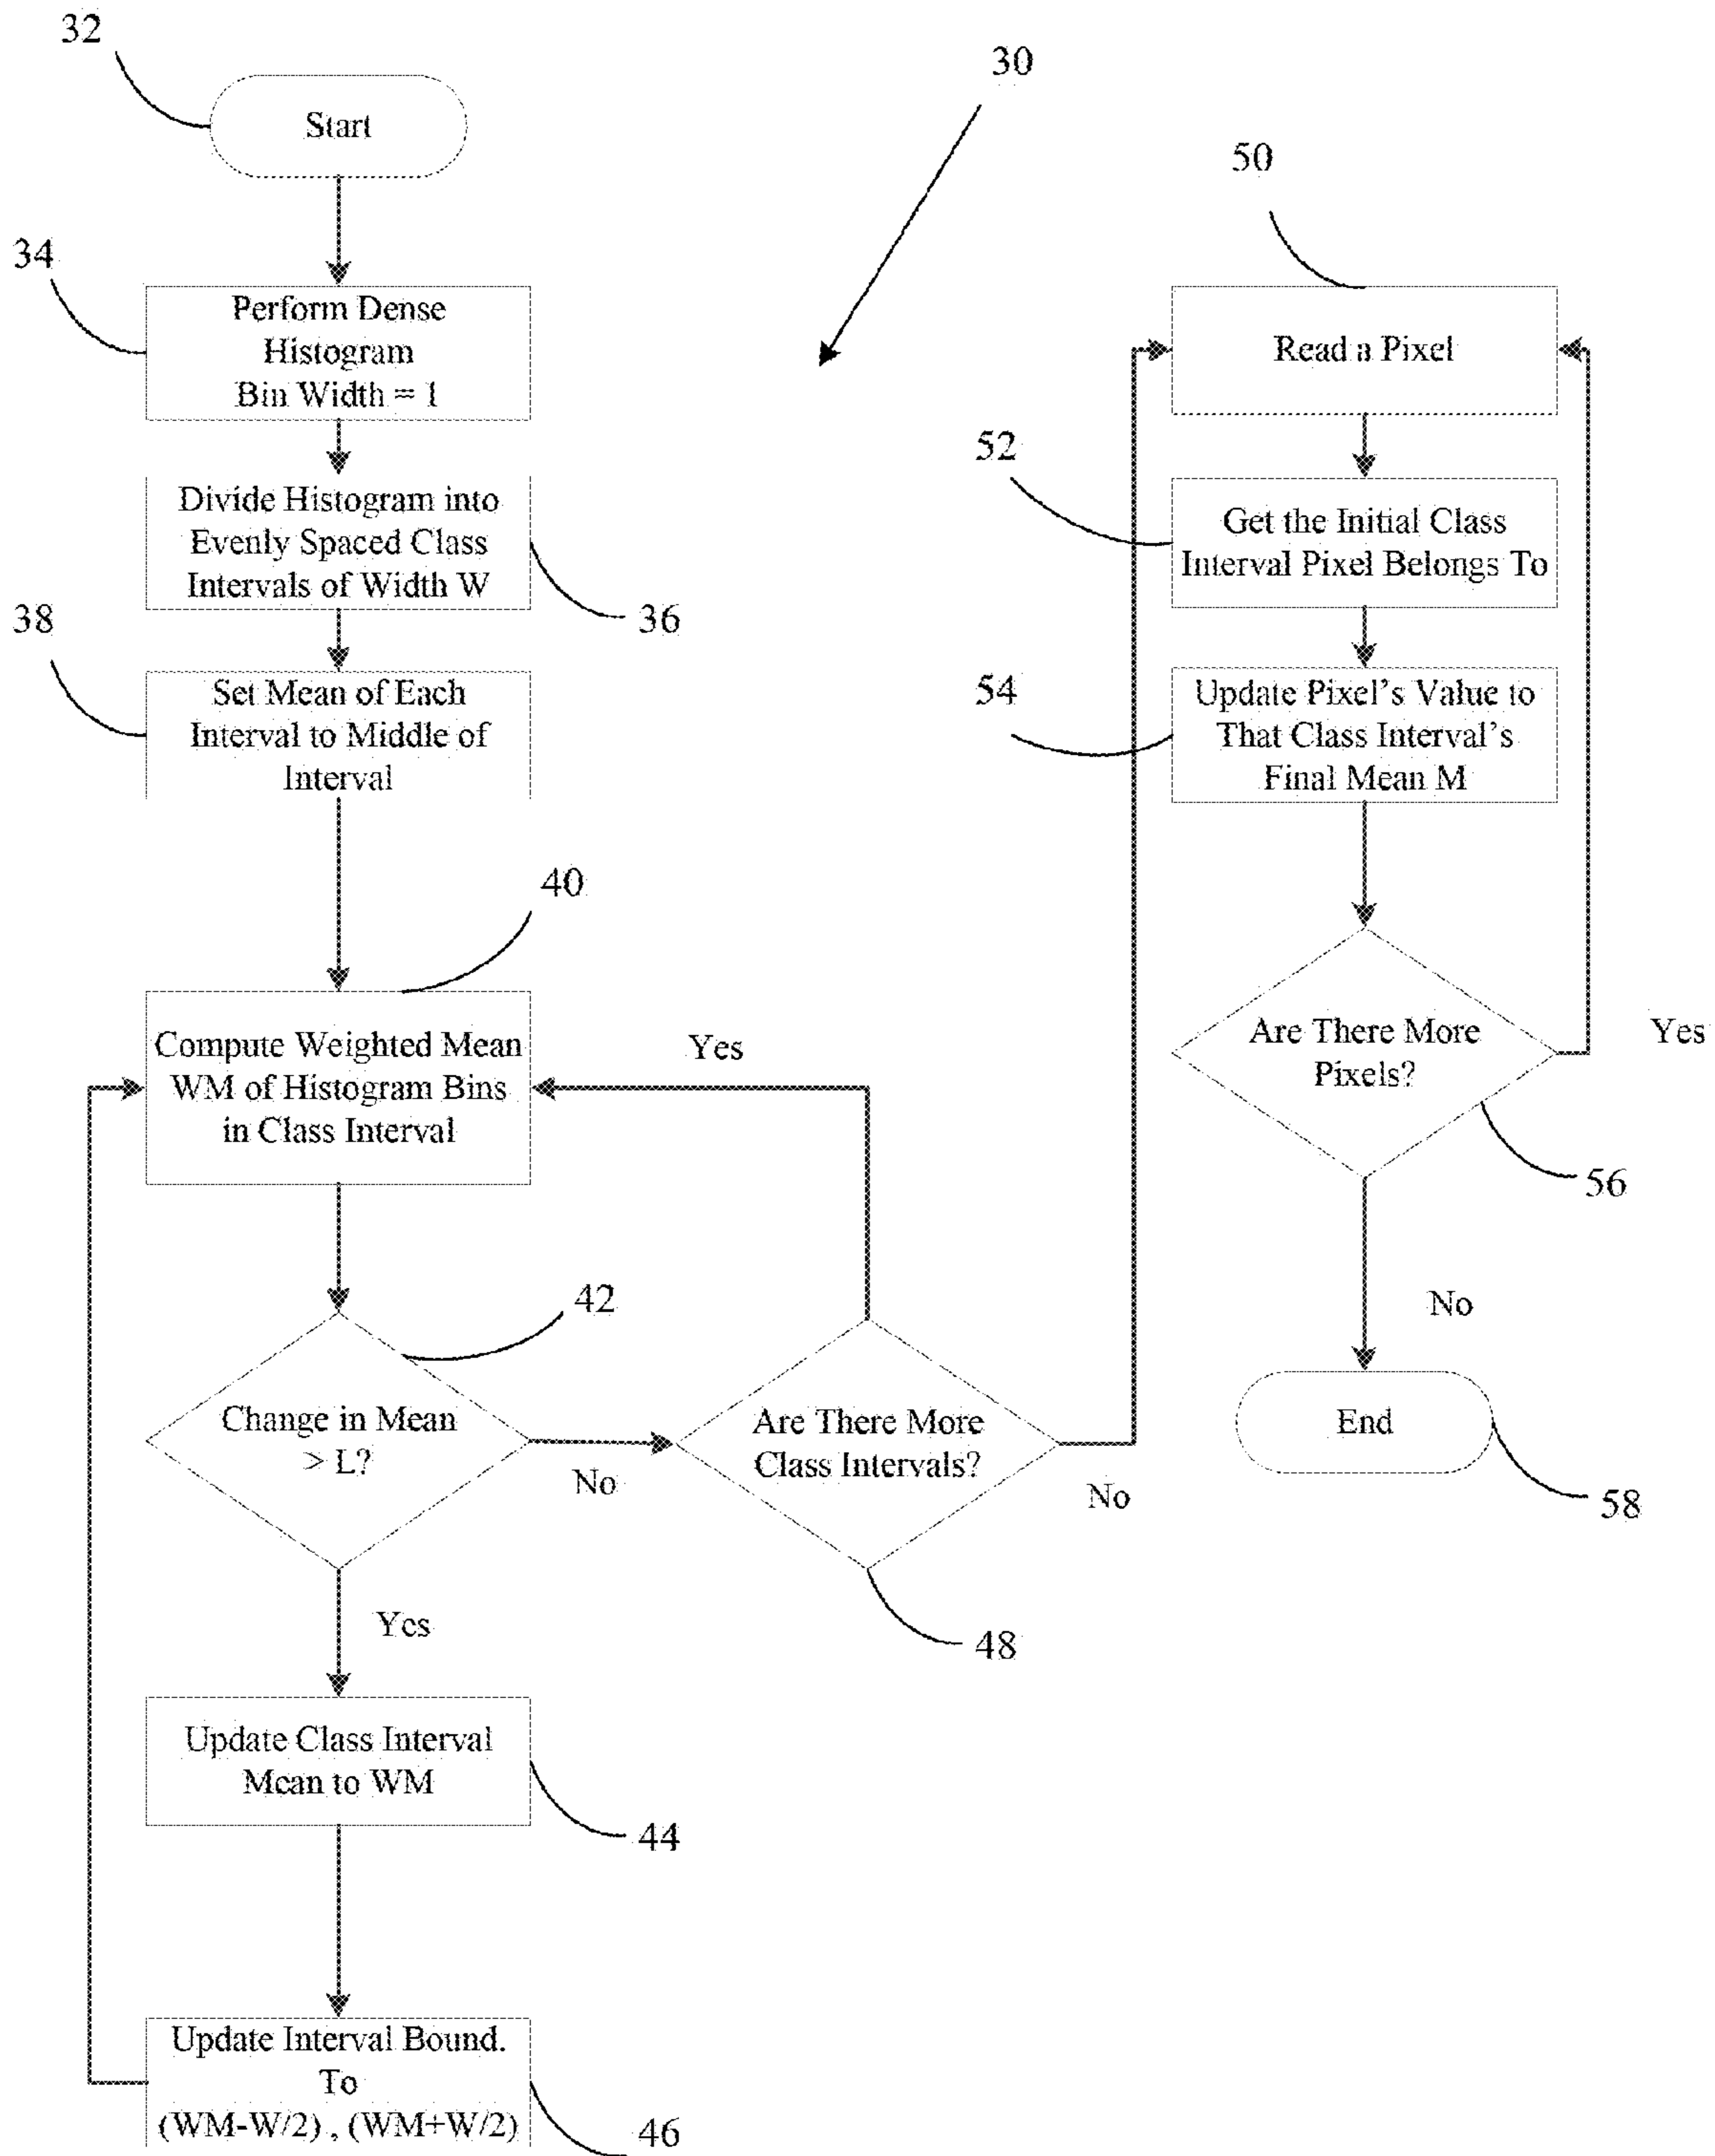 32
Start
30
34
Perform Dense
Histogram
Bin Width = 1
Divide Histogram into
Evenly Spaced Class
Intervals of Width W
36
38
Set Mean of Each
Interval to Middle of
Interval
40
Compute Weighted Mean
WM of Histogram Bins
in Class Interval
Yes
42
Change in Mean
> L?
No
Are There More
Class Intervals?
No
48
Yes
Update Class Interval
Mean to WM
44
Update Interval Bound.
To
(WM-W/2) , (WM+W/2)
46
50
Read a Pixel
52
Get the Initial Class
Interval Pixel Belongs To
54
Update Pixel's Value to
That Class Interval's
Final Mean M
Are There More
Pixels?
Yes
56
No
End
58